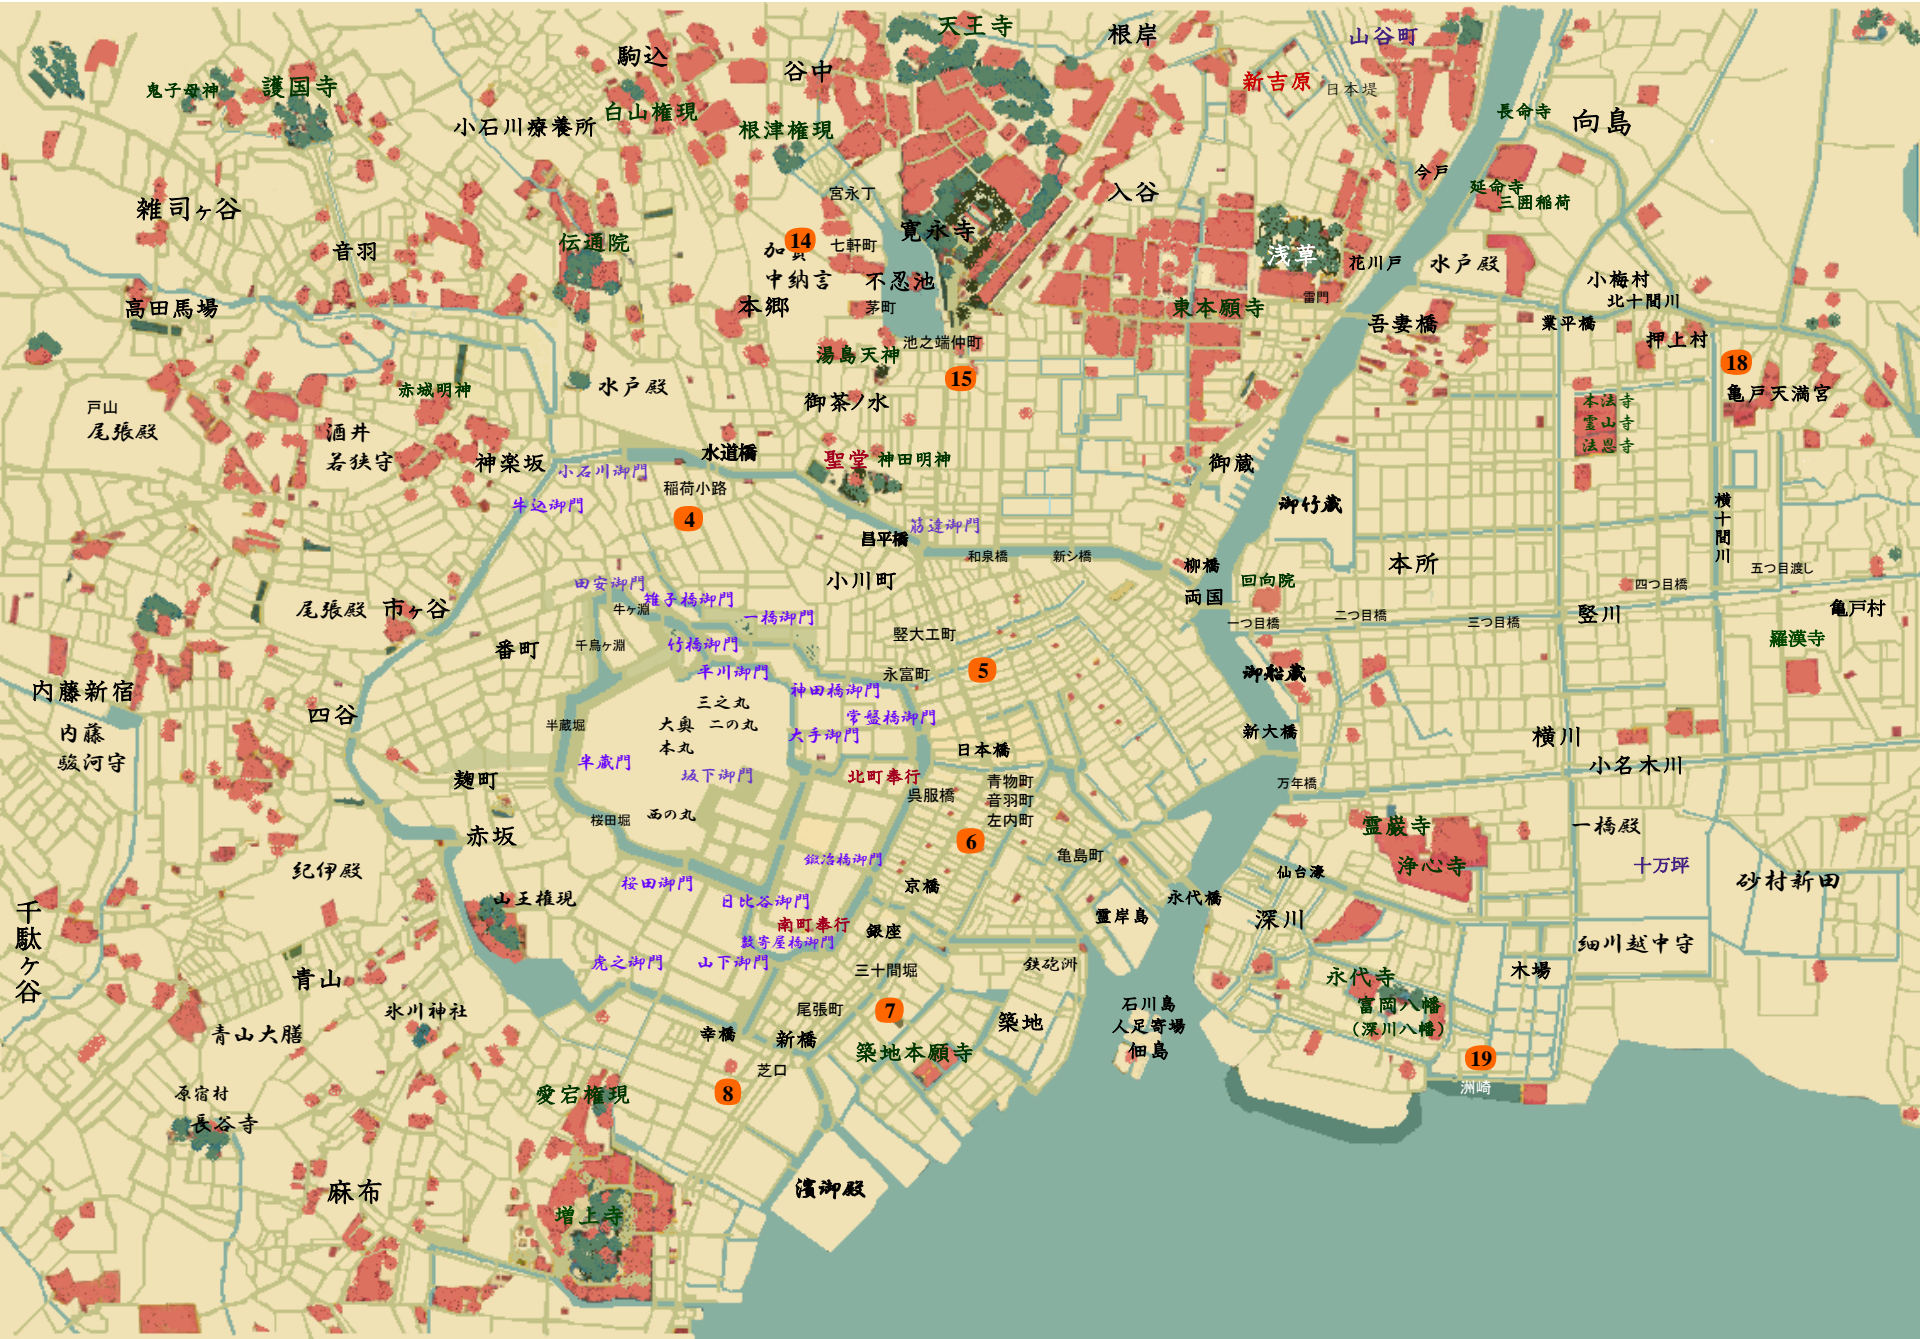 天王寺
根岸
山谷町
駒込
谷中
新吉原
日本堤
鬼子母神
護国寺
白山権現
小石川療養所
根津権現
長命寺
向島
今戸
延命寺
三囲稲荷
雑司ヶ谷
宮永丁
入谷
音羽
伝通院
14
加賀
中納言
七軒町
寛永寺
浅草
花川戸
水戸殿
不忍池
小梅村
北十間川
高田馬場
本郷
茅町
東本願寺
雷門
吾妻橋
業平橋
池之端仲町
湯島天神
押上村
18
15
赤城明神
水戸殿
御茶ノ水
亀戸天満宮
本法寺
霊山寺
法恩寺
戸山
尾張殿
酒井
若狭守
神楽坂
小石川御門
水道橋
聖堂
神田明神
御蔵
稲荷小路
牛込御門
4
御竹蔵
横十間川
筋違御門
昌平橋
和泉橋
新シ橋
柳橋
本所
五つ目渡し
小川町
回向院
田安御門
雉子橋御門
両国
四つ目橋
尾張殿
市ヶ谷
牛ヶ淵
一橋御門
一つ目橋
二つ目橋
三つ目橋
竪川
亀戸村
竪大工町
羅漢寺
番町
千鳥ヶ淵
竹橋御門
平川御門
永富町
5
御船蔵
内藤新宿
神田橋御門
四谷
三之丸
大奥
二の丸
本丸
常盤橋御門
大手御門
半蔵堀
内藤
駿河守
日本橋
新大橋
横川
半蔵門
坂下御門
北町奉行
小名木川
麹町
呉服橋
青物町
音羽町
左内町
万年橋
桜田堀
西の丸
赤坂
6
霊巌寺
一橋殿
鍛冶橋御門
亀島町
浄心寺
十万坪
紀伊殿
仙台濠
砂村新田
桜田御門
京橋
山王権現
日比谷御門
永代橋
千駄ヶ谷
南町奉行
銀座
霊岸島
深川
数寄屋橋御門
細川越中守
虎之御門
山下御門
三十間堀
鉄砲洲
木場
青山
永代寺
尾張町
7
石川島
人足寄場
佃島
富岡八幡
(深川八幡)
氷川神社
築地
青山大膳
幸橋
新橋
築地本願寺
19
芝口
洲崎
原宿村
愛宕権現
8
長谷寺
麻布
濱御殿
増上寺